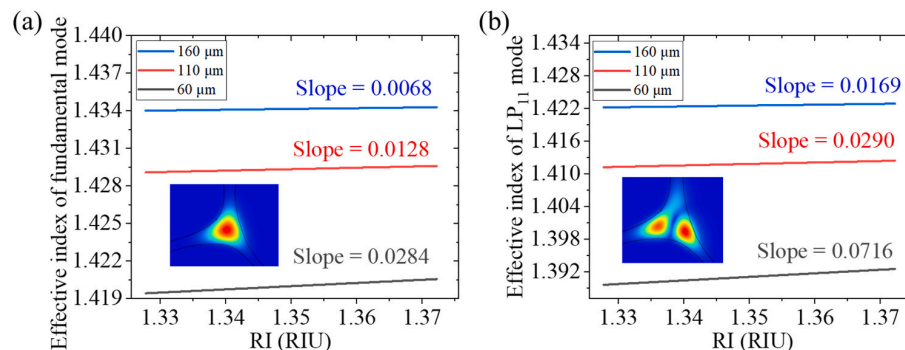 (a)
Effective index of fundamental mode
1.440
1.437
1.434
1.431
1.428
1.425
1.422
1.419
160 μm
110 μm
60 μm
Slope = 0.0068
Slope = 0.0128
Slope = 0.0284
1.33 1.34 1.35 1.36 1.37
RI (RIU)
(b)
Effective index of LP11 mode
1.434
1.428
1.422
1.416
1.410
1.404
1.398
1.392
160 μm
110 μm
60 μm
Slope = 0.0169
Slope = 0.0290
Slope = 0.0716
1.33 1.34 1.35 1.36 1.37
RI (RIU)